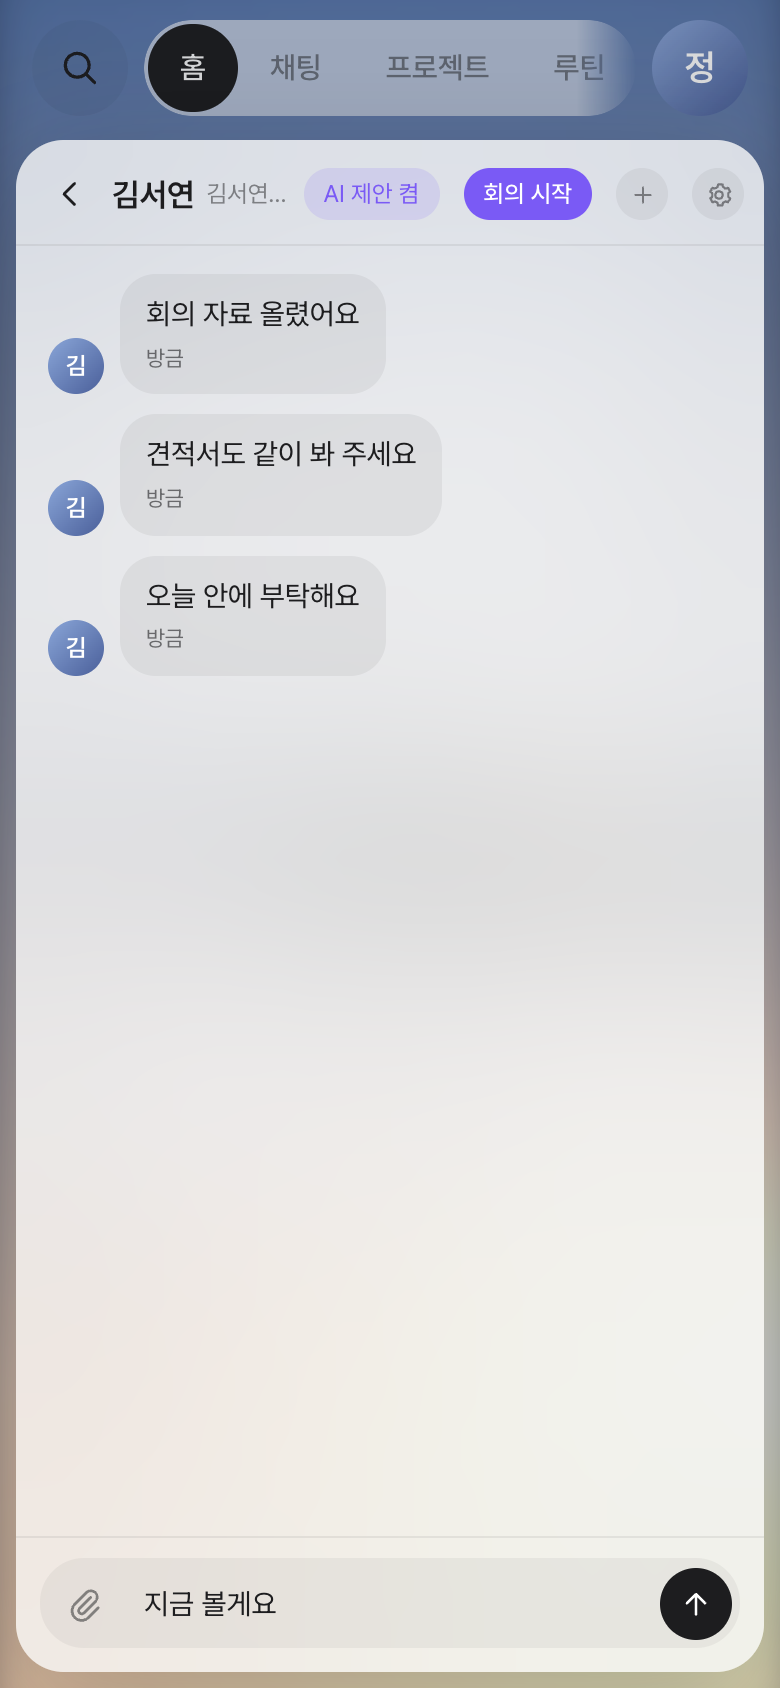 홈 채팅 프로젝트 루틴 정
김서연 김서연... AI 제안 켬 회의 시작
회의 자료 올렸어요
방금
김
견적서도 같이 봐 주세요
방금
김
오늘 안에 부탁해요
방금
김
지금 볼게요